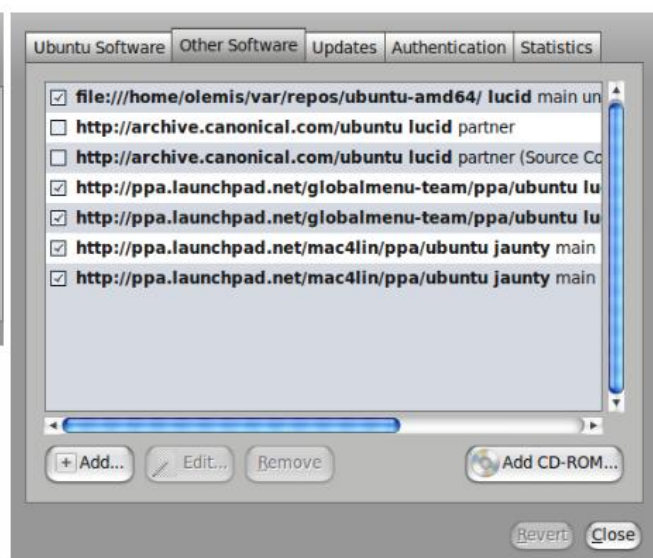 Ubuntu Software Other Software Updates Authentication Statistics
file:///home/olemis/var/repos/ubuntu-amd64/ lucid main un
http://archive.canonical.com/ubuntu lucid partner
http://archive.canonical.com/ubuntu lucid partner (Source Co
http://ppa.launchpad.net/globalmenu-team/ppa/ubuntu lu
http://ppa.launchpad.net/globalmenu-team/ppa/ubuntu lu
http://ppa.launchpad.net/mac4lin/ppa/ubuntu jaunty main
http://ppa.launchpad.net/mac4lin/ppa/ubuntu jaunty main
Add... Edit... Remove Add CD-ROM...
Revert Close